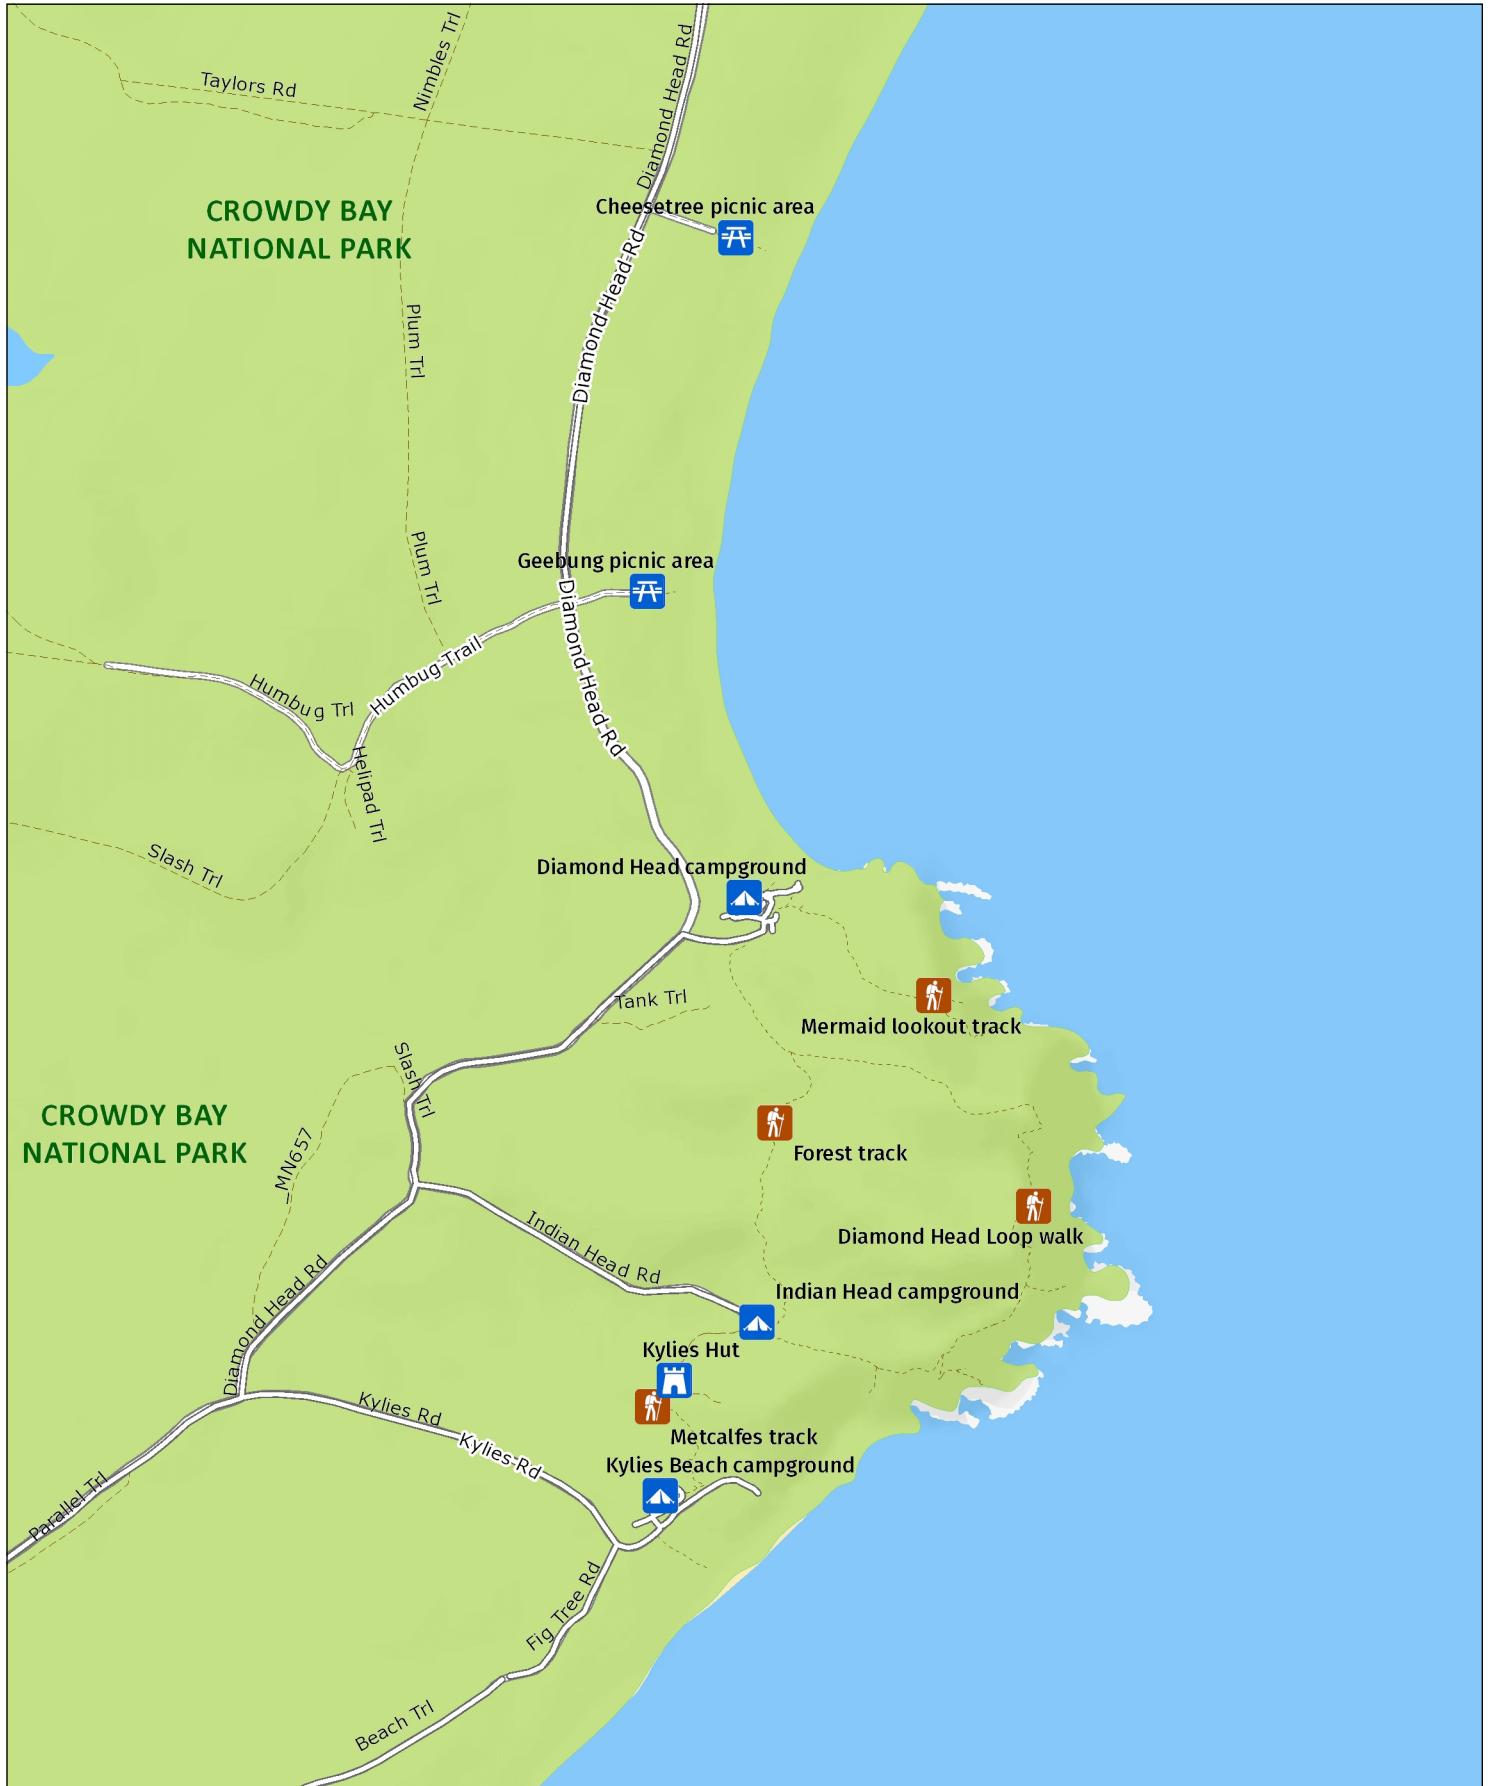 Nimbles Trl
Diamond Head Rd
Taylors Rd
CROWDY BAY
NATIONAL PARK
Cheesetree picnic area
Diamond Head Rd
Plum Trl
Plum Trl
Geebung picnic area
Diamond Head Rd
Humbug Trail
Humbug Trl
Helipad Trl
Slash Trl
Diamond Head campground
Tank Trl
Mermaid lookout track
Slash Trl
CROWDY BAY
NATIONAL PARK
_MN657
Forest track
Diamond Head Loop walk
Indian Head Rd
Diamond Head Rd
Indian Head campground
Kylies Hut
Kylies Rd
Kylies Rd
Metcalfes track
Kylies Beach campground
Parallel Trl
Fig Tree Rd
Beach Trl